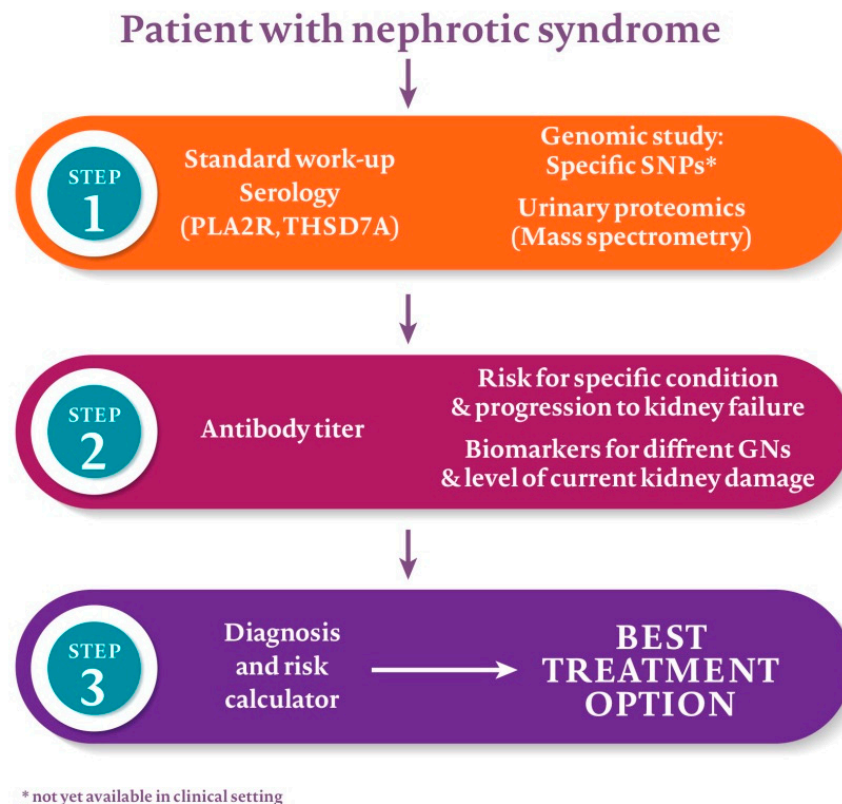 Patient with nephrotic syndrome
STEP
1
Standard work-up
Serology
(PLA2R, THSD7A)
Genomic study:
Specific SNPs*
Urinary proteomics
(Mass spectrometry)
STEP
2
Antibody titer
Risk for specific condition
& progression to kidney failure
Biomarkers for diffrent GNs
& level of current kidney damage
STEP
3
Diagnosis
and risk
calculator
BEST
TREATMENT
OPTION
* not yet available in clinical setting